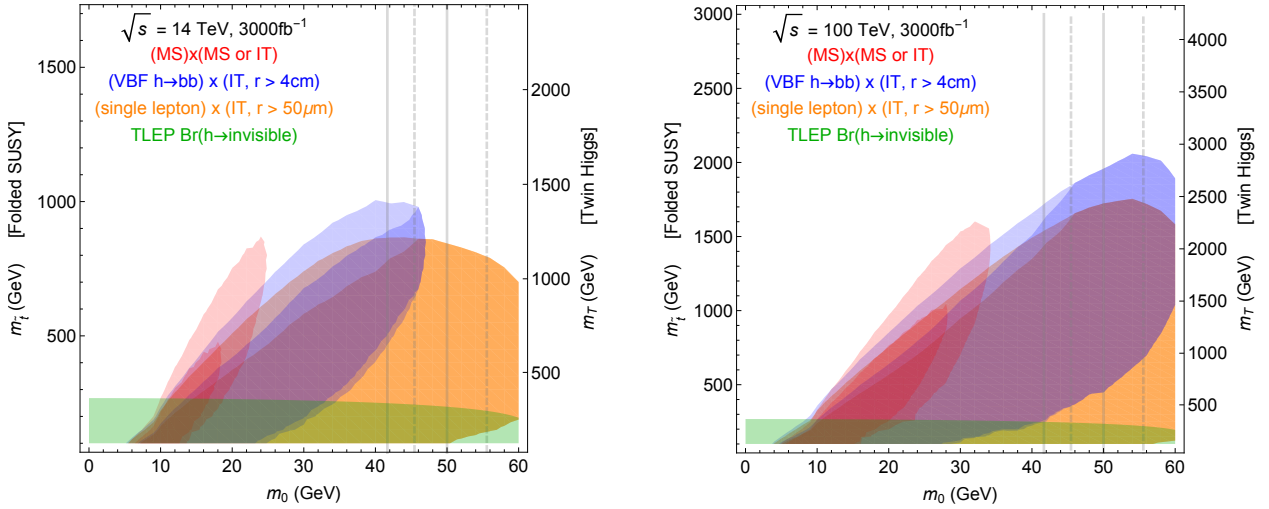 √s = 14 TeV, 3000fb⁻¹
(MS)x(MS or IT)
(VBF h→bb) x (IT, r > 4cm)
(single lepton) x (IT, r > 50μm)
TLEP Br(h→invisible)
1500
1000
500
m_t̃ (GeV) [Folded SUSY]
2000
1500
1000
500
m_T (GeV) [Twin Higgs]
0 10 20 30 40 50 60
m₀ (GeV)
√s = 100 TeV, 3000fb⁻¹
(MS)x(MS or IT)
(VBF h→bb) x (IT, r > 4cm)
(single lepton) x (IT, r > 50μm)
TLEP Br(h→invisible)
3000
2500
2000
1500
1000
500
m_t̃ (GeV) [Folded SUSY]
4000
3500
3000
2500
2000
1500
1000
500
m_T (GeV) [Twin Higgs]
0 10 20 30 40 50 60
m₀ (GeV)